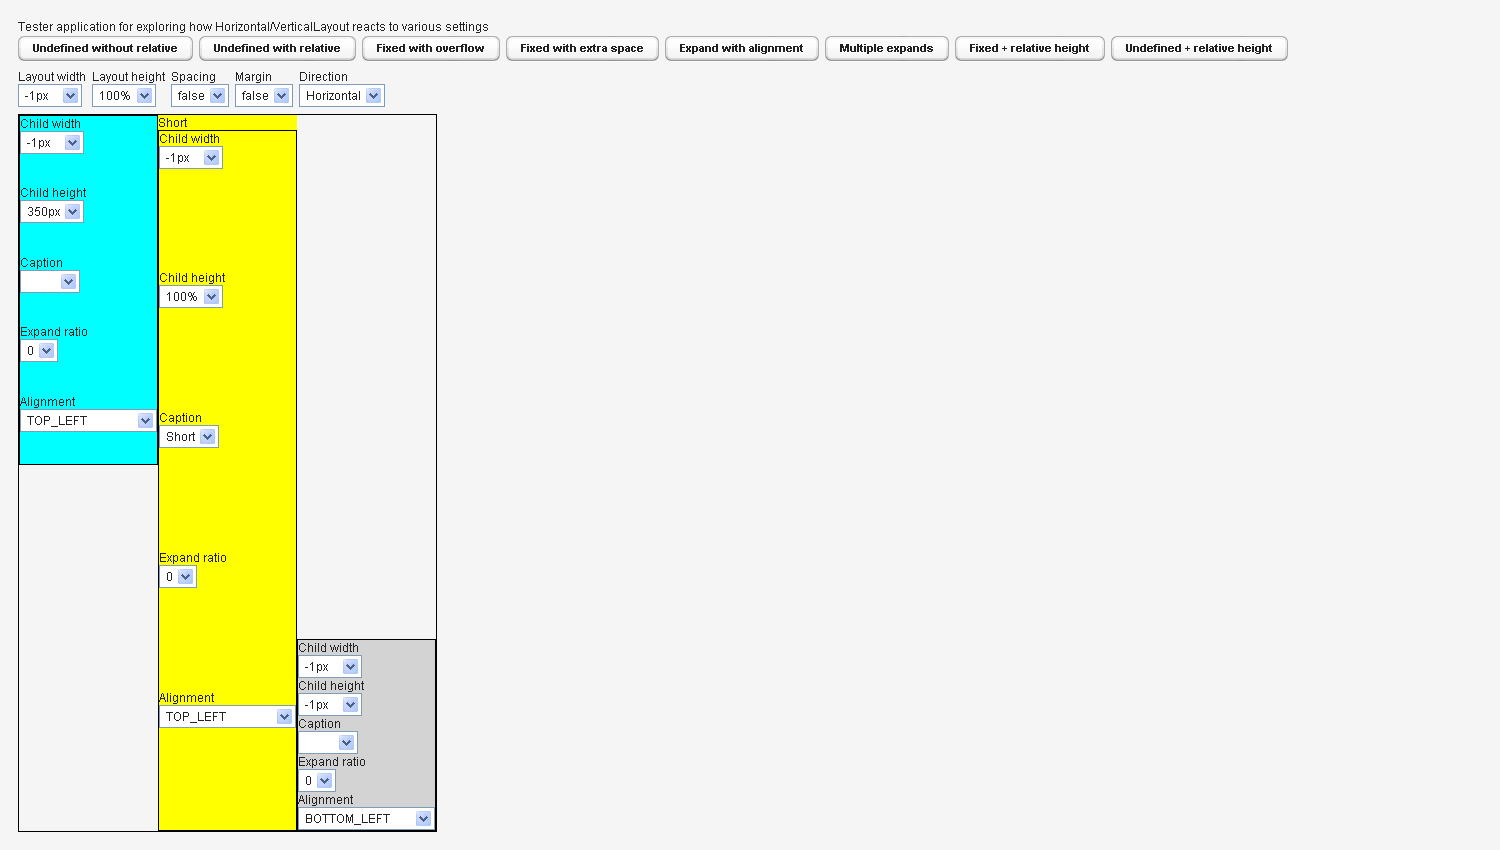 Tester application for exploring how Horizontal/VerticalLayout reacts to various settings
Undefined without relative Undefined with relative Fixed with overflow Fixed with extra space Expand with alignment Multiple expands Fixed + relative height Undefined + relative height
Layout width Layout height Spacing Margin Direction
-1px 100% false false Horizontal
Child width
-1px
Child height
350px
Caption
Expand ratio
0
Alignment
TOP_LEFT
Short
Child width
-1px
Child height
100%
Caption
Short
Expand ratio
0
Alignment
TOP_LEFT
Child width
-1px
Child height
-1px
Caption
Expand ratio
0
Alignment
BOTTOM_LEFT